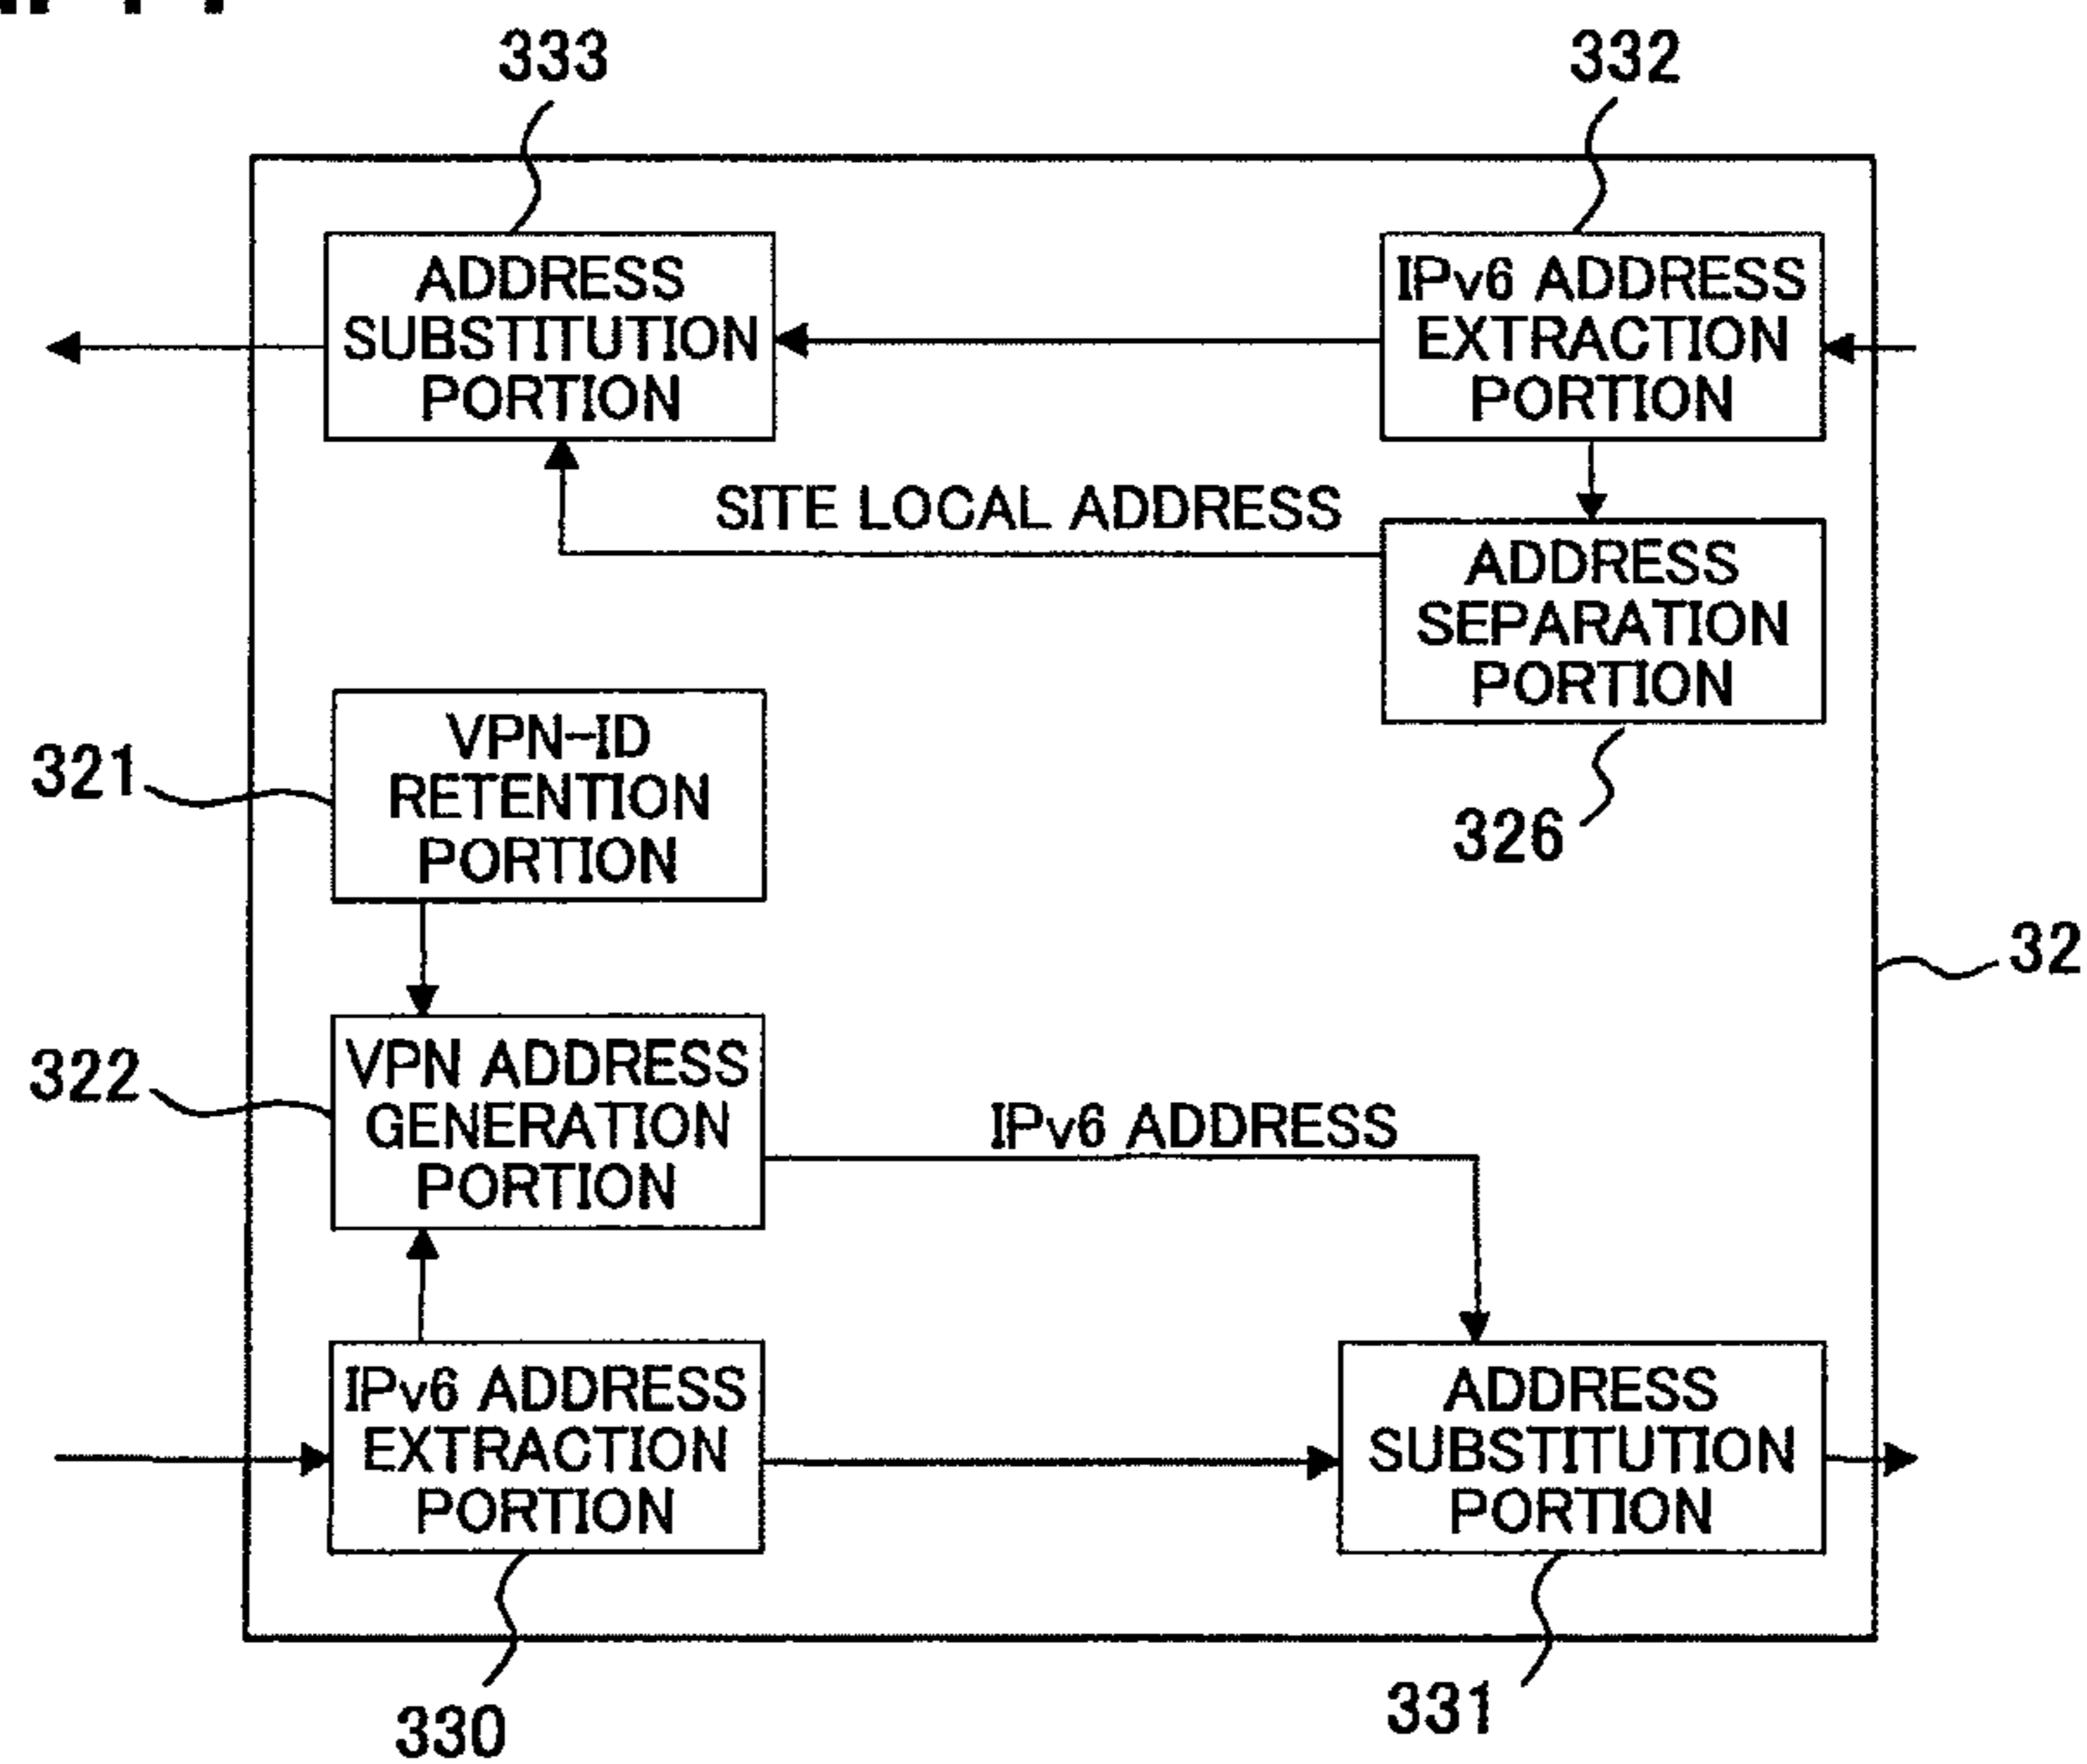 333
332
ADDRESS
SUBSTITUTION
PORTION
IPv6 ADDRESS
EXTRACTION
PORTION
SITE LOCAL ADDRESS
ADDRESS
SEPARATION
PORTION
326
321
VPN-ID
RETENTION
PORTION
32
322
VPN ADDRESS
GENERATION
PORTION
IPv6 ADDRESS
IPv6 ADDRESS
EXTRACTION
PORTION
ADDRESS
SUBSTITUTION
PORTION
330
331